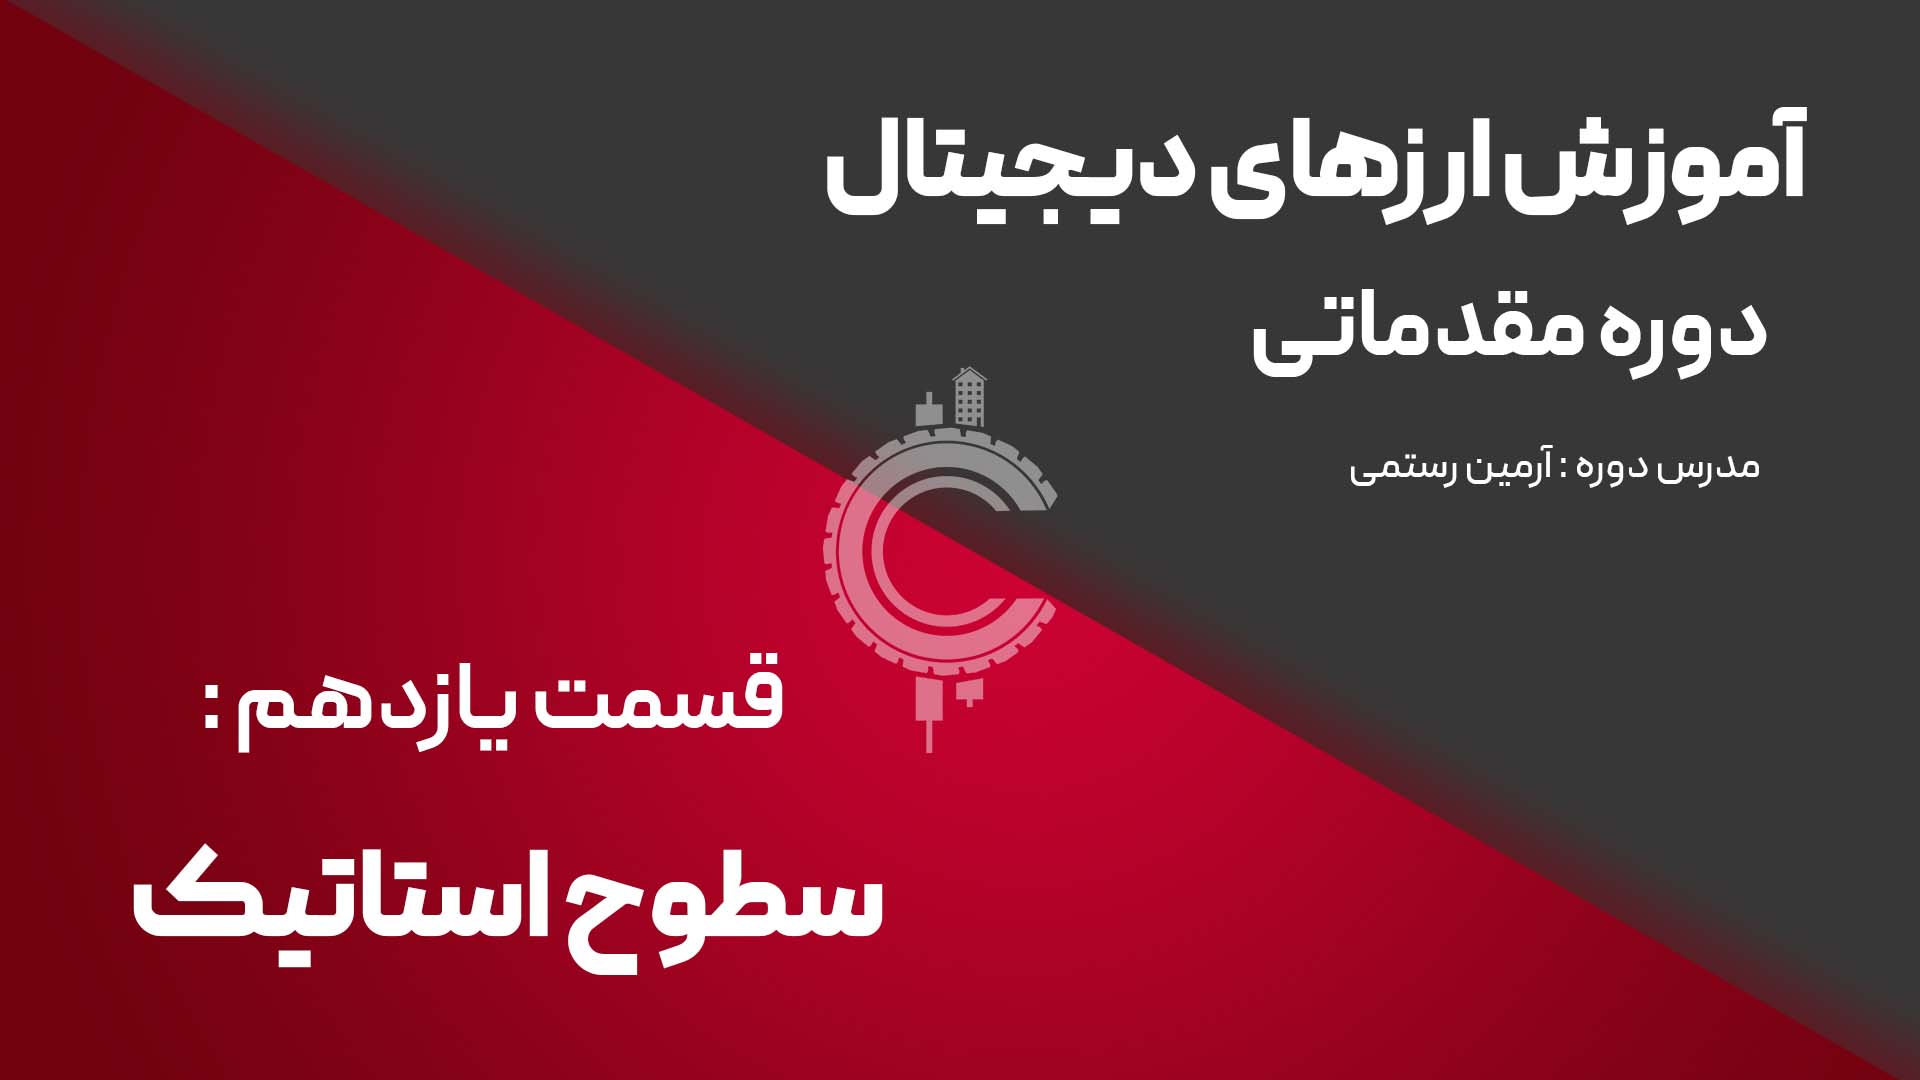 آموزش ارزهای دیجیتال
دوره مقدماتی
مدرس دوره : آرمین رستمی
قسمت یازدهم :
سطوح استاتیک